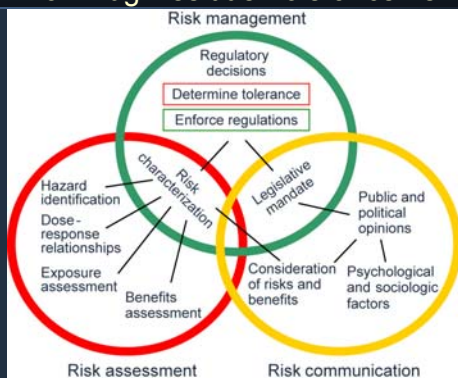 Risk management
Regulatory
decisions
Determine tolerance
Enforce regulations
Risk
characterization
Legislative
mandate
Hazard
identification
Dose-
response
relationships
Exposure
assessment
Benefits
assessment
Public and
political
opinions
Consideration
of risks and
benefits
Psychological
and sociologic
factors
Risk assessment
Risk communication